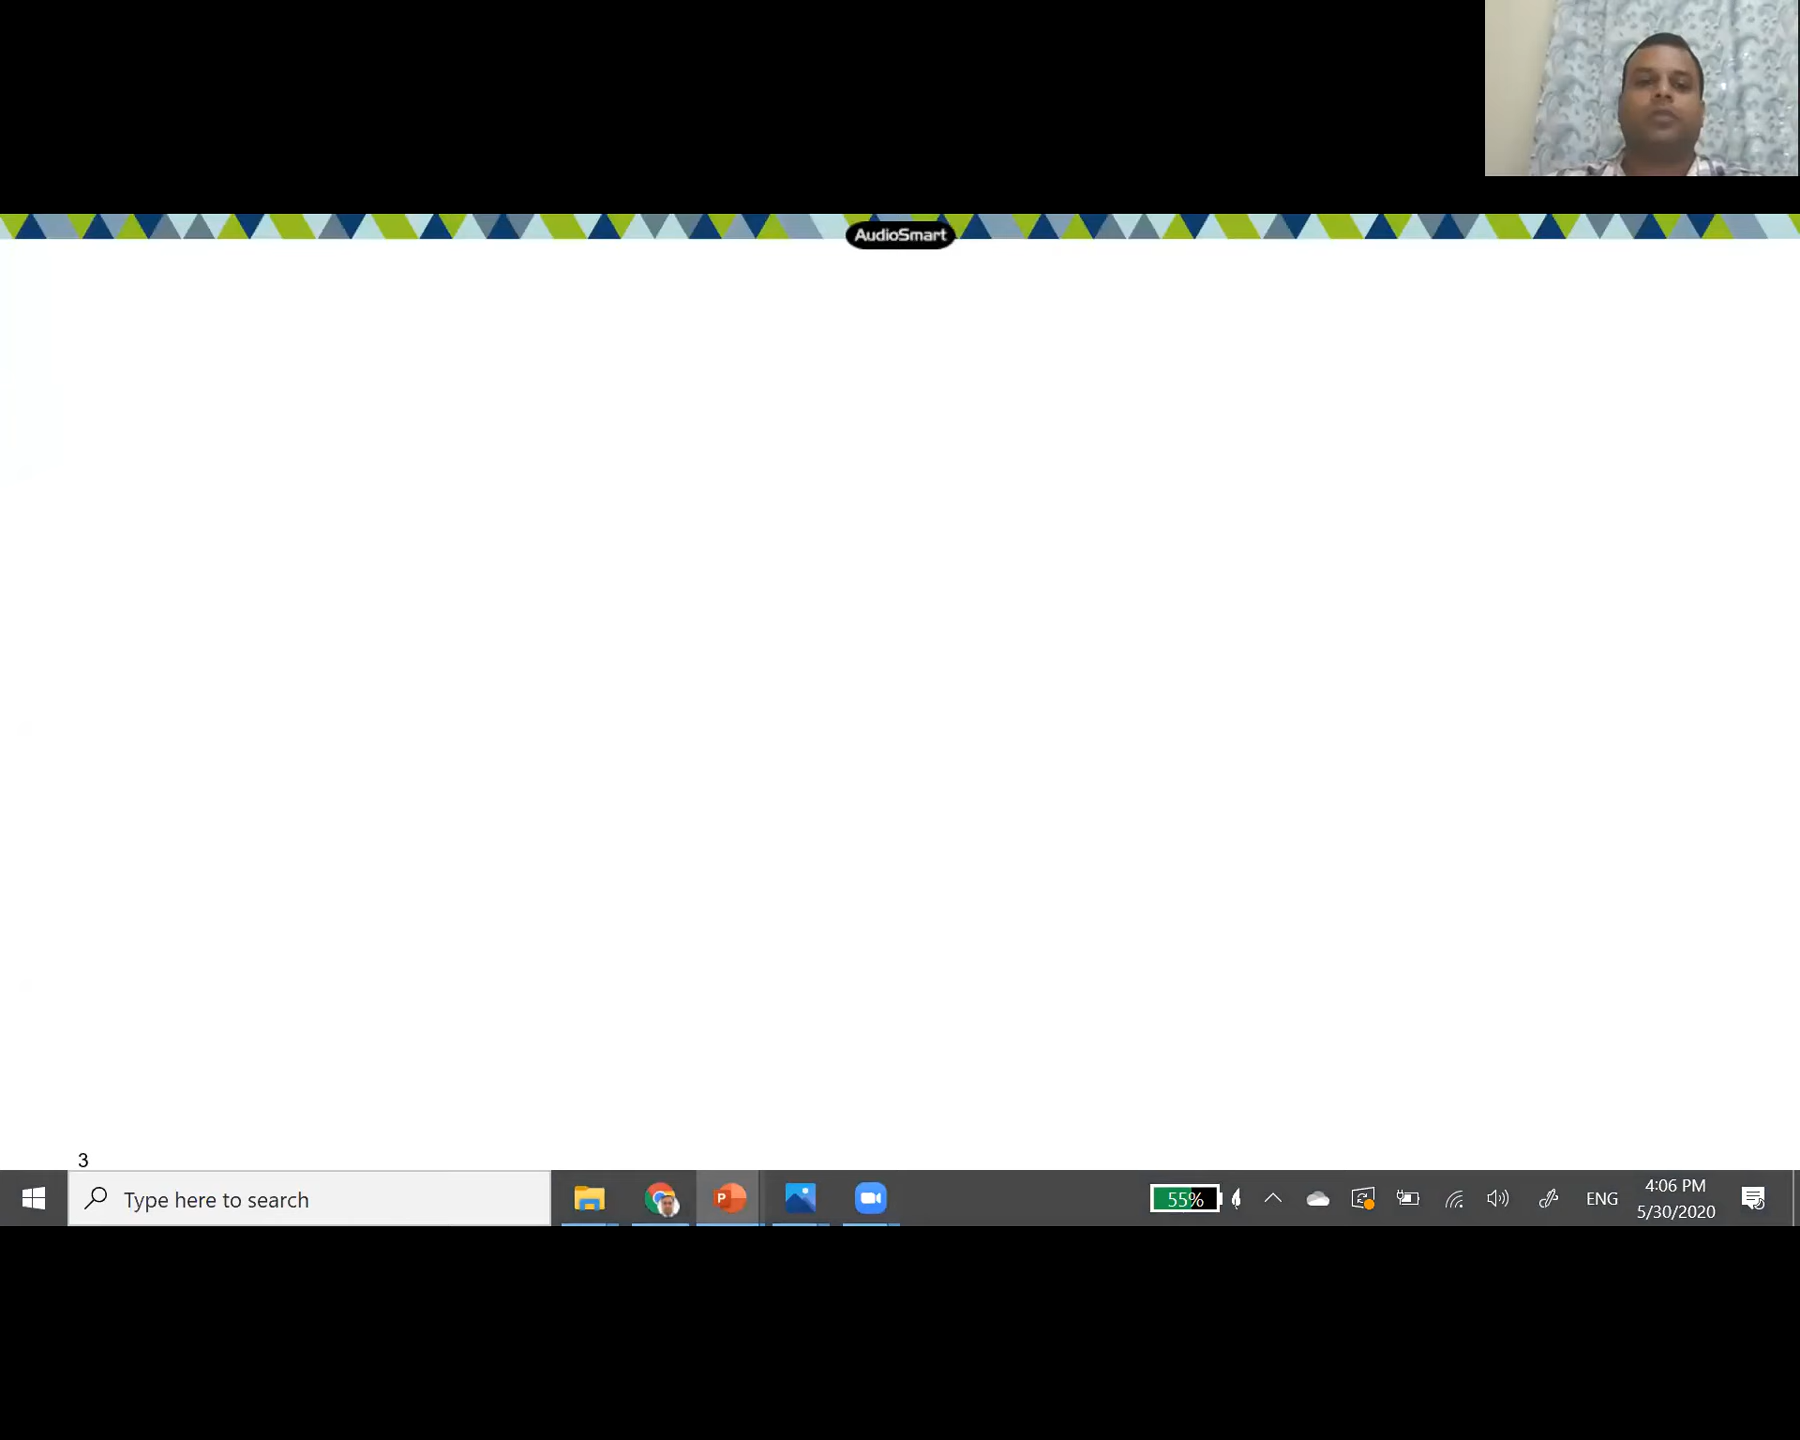 AudioSmart
3
Type here to search
55%
ENG
4:06 PM
5/30/2020